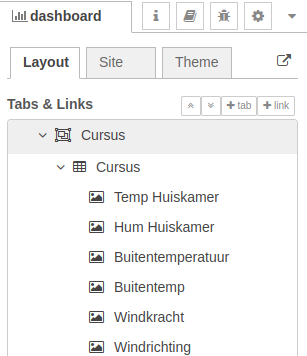 dashboard
Layout Site Theme
Tabs & Links + tab + link
Cursus
Cursus
Temp Huiskamer
Hum Huiskamer
Buitentemperatuur
Buitentemp
Windkracht
Windrichting